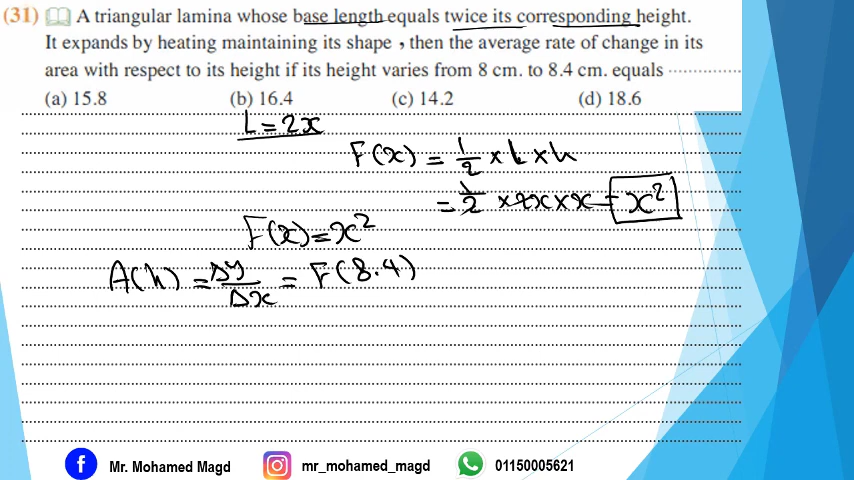 (31) A triangular lamina whose base length equals twice its corresponding height.
It expands by heating maintaining its shape , then the average rate of change in its
area with respect to its height if its height varies from 8 cm. to 8.4 cm. equals ................
(a) 15.8 (b) 16.4 (c) 14.2 (d) 18.6
L = 2x
F(x) = 1/2 × b × h
= 1/2 × 2x × x = x²
F(x) = x²
A(h) = Δy/Δx = F(8.4)
Mr. Mohamed Magd mr_mohamed_magd 01150005621